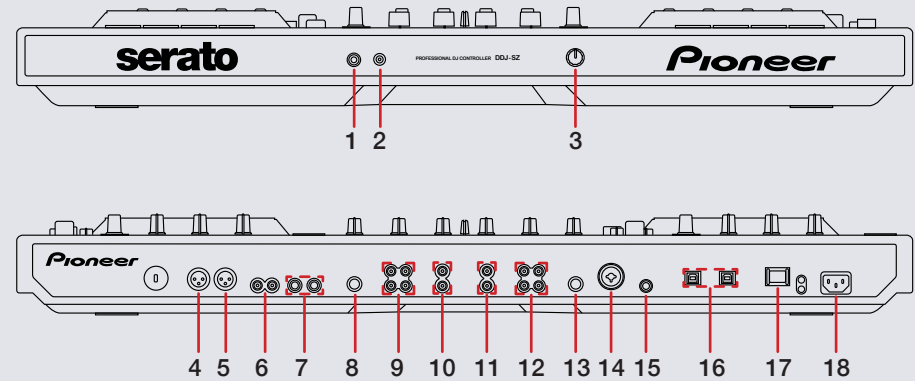 serato
PROFESSIONAL DJ CONTROLLER DDJ-SZ
Pioneer
1 2 3
Pioneer
4 5 6 7 8 9 10 11 12 13 14 15 16 17 18